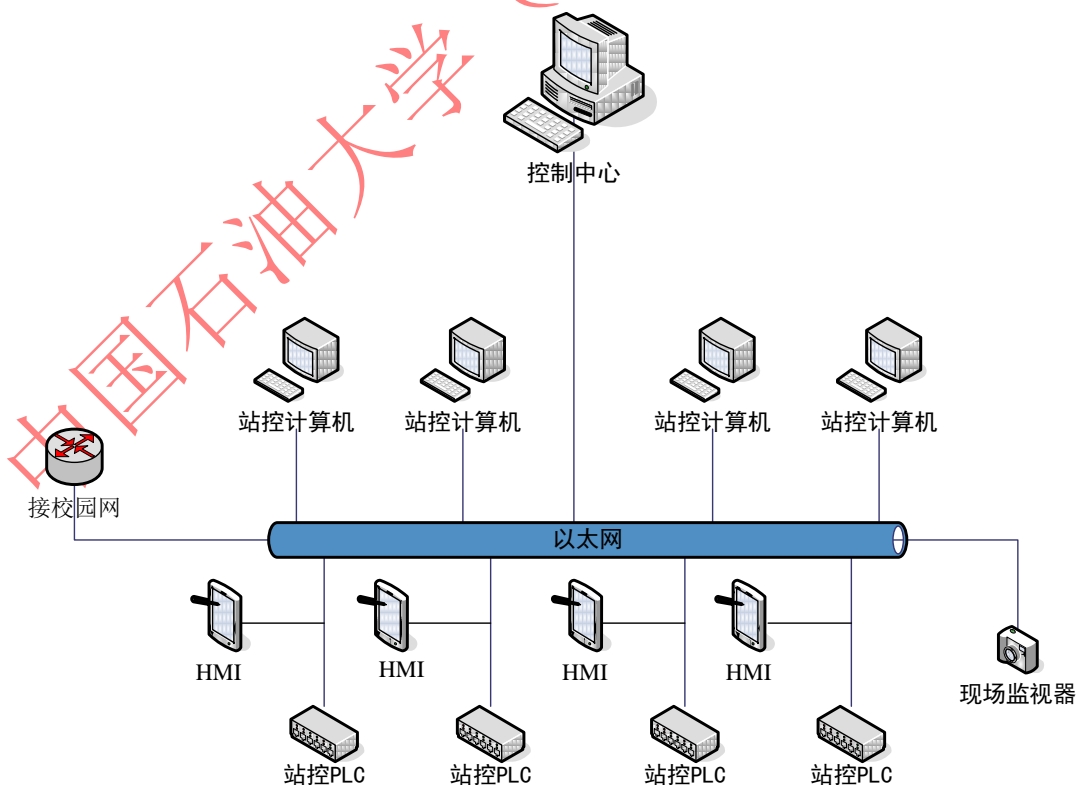 中国石油大学（
控制中心
站控计算机
站控计算机
站控计算机
站控计算机
接校园网
以太网
HMI
HMI
HMI
HMI
现场监视器
站控PLC
站控PLC
站控PLC
站控PLC